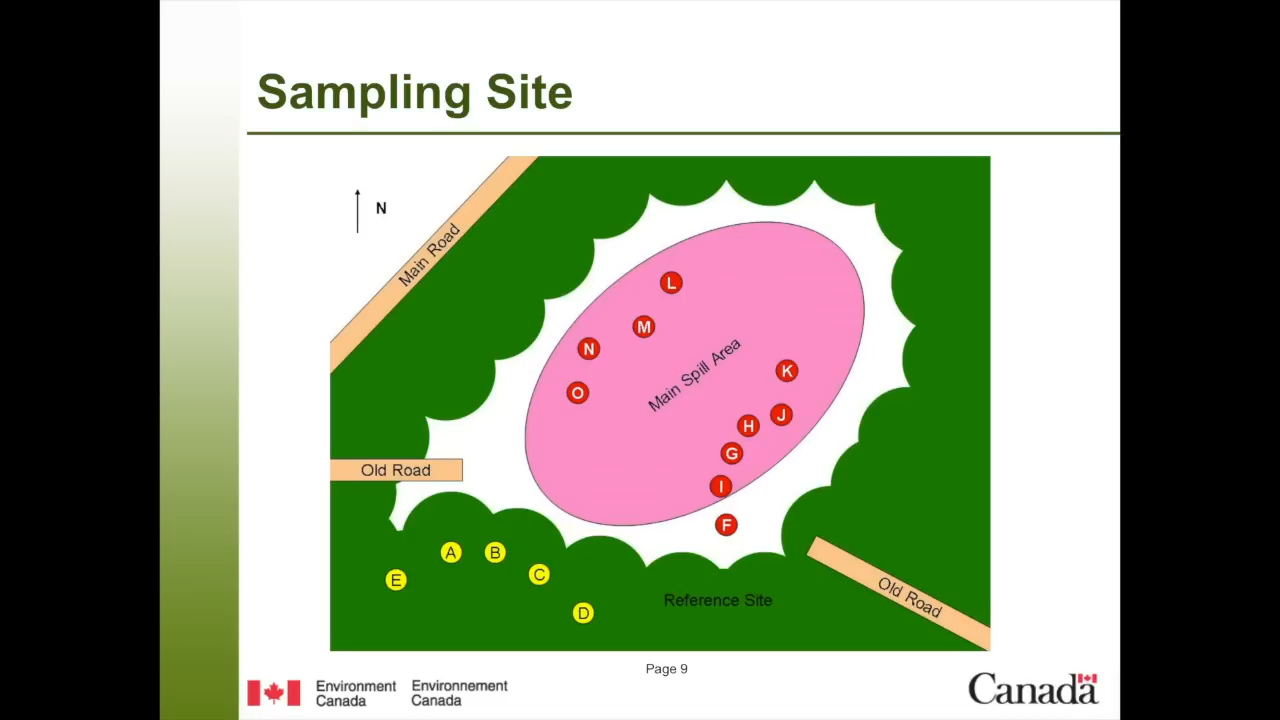 Sampling Site
N
Main Road
L
M
N
Main Spill Area
K
O
J
H
G
Old Road
I
F
A
B
C
E
D
Reference Site
Old Road
Page 9
Environment Environnement
Canada Canada
Canada